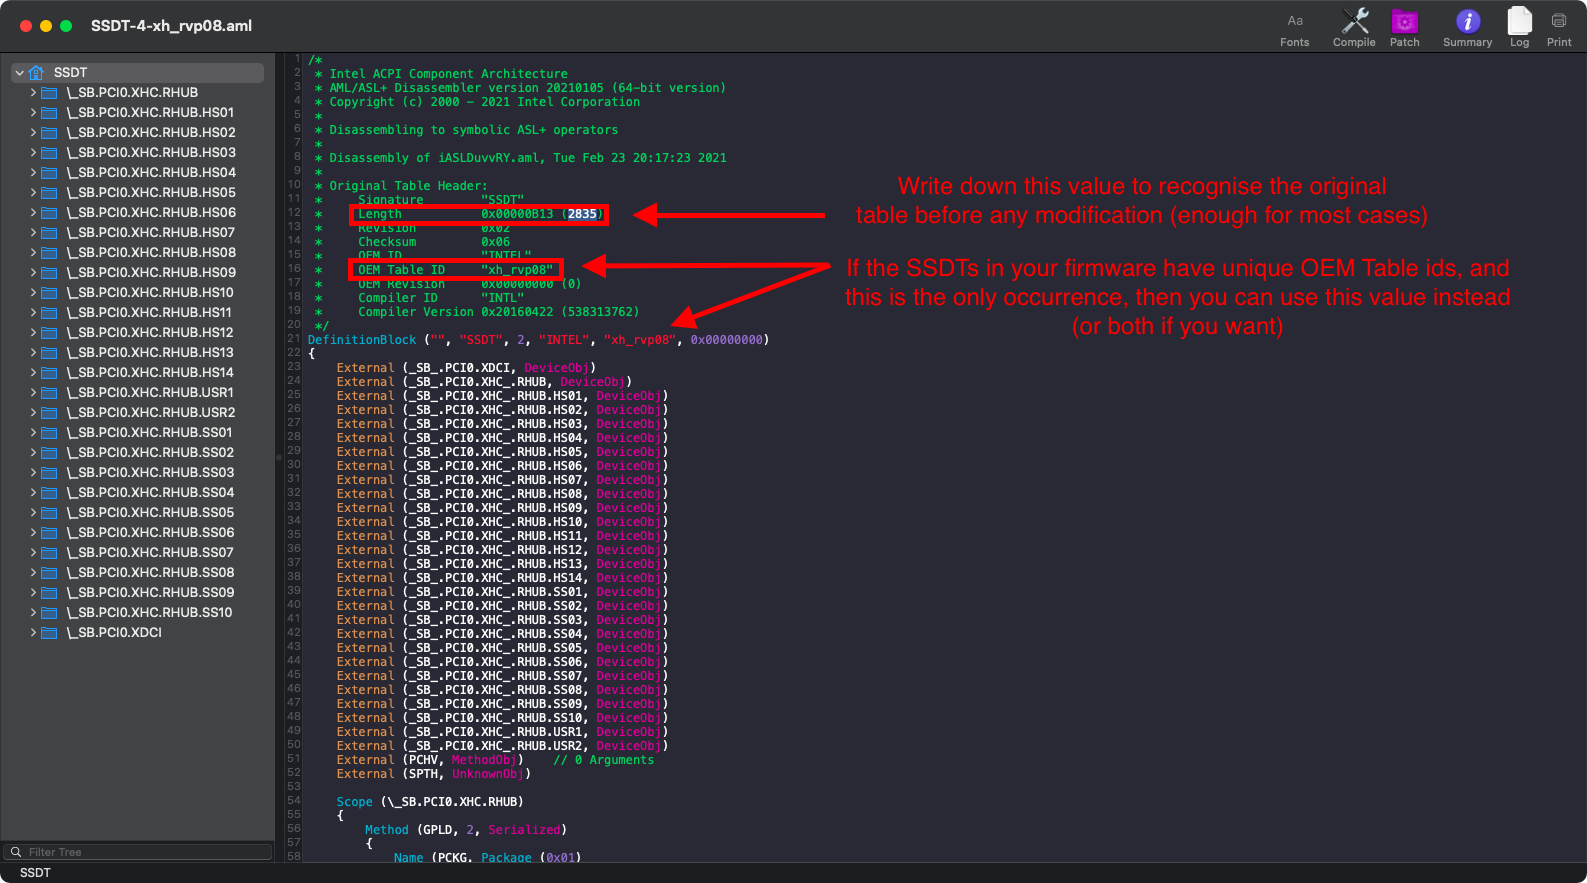 SSDT-4-xh_rvp08.aml
Aa
Fonts
Compile
Patch
Summary
Log
Print
SSDT
\_SB.PCI0.XHC.RHUB
\_SB.PCI0.XHC.RHUB.HS01
\_SB.PCI0.XHC.RHUB.HS02
\_SB.PCI0.XHC.RHUB.HS03
\_SB.PCI0.XHC.RHUB.HS04
\_SB.PCI0.XHC.RHUB.HS05
\_SB.PCI0.XHC.RHUB.HS06
\_SB.PCI0.XHC.RHUB.HS07
\_SB.PCI0.XHC.RHUB.HS08
\_SB.PCI0.XHC.RHUB.HS09
\_SB.PCI0.XHC.RHUB.HS10
\_SB.PCI0.XHC.RHUB.HS11
\_SB.PCI0.XHC.RHUB.HS12
\_SB.PCI0.XHC.RHUB.HS13
\_SB.PCI0.XHC.RHUB.HS14
\_SB.PCI0.XHC.RHUB.USR1
\_SB.PCI0.XHC.RHUB.USR2
\_SB.PCI0.XHC.RHUB.SS01
\_SB.PCI0.XHC.RHUB.SS02
\_SB.PCI0.XHC.RHUB.SS03
\_SB.PCI0.XHC.RHUB.SS04
\_SB.PCI0.XHC.RHUB.SS05
\_SB.PCI0.XHC.RHUB.SS06
\_SB.PCI0.XHC.RHUB.SS07
\_SB.PCI0.XHC.RHUB.SS08
\_SB.PCI0.XHC.RHUB.SS09
\_SB.PCI0.XHC.RHUB.SS10
\_SB.PCI0.XDCI
Filter Tree
SSDT
1 /*
2 * Intel ACPI Component Architecture
3 * AML/ASL+ Disassembler version 20210105 (64-bit version)
4 * Copyright (c) 2000 - 2021 Intel Corporation
5 *
6 * Disassembling to symbolic ASL+ operators
7 *
8 * Disassembly of iASLDuvvRY.aml, Tue Feb 23 20:17:23 2021
9 *
10 * Original Table Header:
11 * Signature "SSDT"
12 * Length 0x00000B13 (2835)
13 * Revision 0x02
14 * Checksum 0x06
15 * OEM ID "INTEL"
16 * OEM Table ID "xh_rvp08"
17 * OEM Revision 0x00000000 (0)
18 * Compiler ID "INTL"
19 * Compiler Version 0x20160422 (538313762)
20 */
21 DefinitionBlock ("", "SSDT", 2, "INTEL", "xh_rvp08", 0x00000000)
22 {
23 External (_SB_.PCI0.XDCI, DeviceObj)
24 External (_SB_.PCI0.XHC_.RHUB, DeviceObj)
25 External (_SB_.PCI0.XHC_.RHUB.HS01, DeviceObj)
26 External (_SB_.PCI0.XHC_.RHUB.HS02, DeviceObj)
27 External (_SB_.PCI0.XHC_.RHUB.HS03, DeviceObj)
28 External (_SB_.PCI0.XHC_.RHUB.HS04, DeviceObj)
29 External (_SB_.PCI0.XHC_.RHUB.HS05, DeviceObj)
30 External (_SB_.PCI0.XHC_.RHUB.HS06, DeviceObj)
31 External (_SB_.PCI0.XHC_.RHUB.HS07, DeviceObj)
32 External (_SB_.PCI0.XHC_.RHUB.HS08, DeviceObj)
33 External (_SB_.PCI0.XHC_.RHUB.HS09, DeviceObj)
34 External (_SB_.PCI0.XHC_.RHUB.HS10, DeviceObj)
35 External (_SB_.PCI0.XHC_.RHUB.HS11, DeviceObj)
36 External (_SB_.PCI0.XHC_.RHUB.HS12, DeviceObj)
37 External (_SB_.PCI0.XHC_.RHUB.HS13, DeviceObj)
38 External (_SB_.PCI0.XHC_.RHUB.HS14, DeviceObj)
39 External (_SB_.PCI0.XHC_.RHUB.SS01, DeviceObj)
40 External (_SB_.PCI0.XHC_.RHUB.SS02, DeviceObj)
41 External (_SB_.PCI0.XHC_.RHUB.SS03, DeviceObj)
42 External (_SB_.PCI0.XHC_.RHUB.SS04, DeviceObj)
43 External (_SB_.PCI0.XHC_.RHUB.SS05, DeviceObj)
44 External (_SB_.PCI0.XHC_.RHUB.SS06, DeviceObj)
45 External (_SB_.PCI0.XHC_.RHUB.SS07, DeviceObj)
46 External (_SB_.PCI0.XHC_.RHUB.SS08, DeviceObj)
47 External (_SB_.PCI0.XHC_.RHUB.SS09, DeviceObj)
48 External (_SB_.PCI0.XHC_.RHUB.SS10, DeviceObj)
49 External (_SB_.PCI0.XHC_.RHUB.USR1, DeviceObj)
50 External (_SB_.PCI0.XHC_.RHUB.USR2, DeviceObj)
51 External (PCHV, MethodObj) // 0 Arguments
52 External (SPTH, UnknownObj)
53
54 Scope (\_SB.PCI0.XHC.RHUB)
55 {
56 Method (GPLD, 2, Serialized)
57 {
58 Name (PCKG, Package (0x01)
Write down this value to recognise the original
table before any modification (enough for most cases)
If the SSDTs in your firmware have unique OEM Table ids, and
this is the only occurrence, then you can use this value instead
(or both if you want)